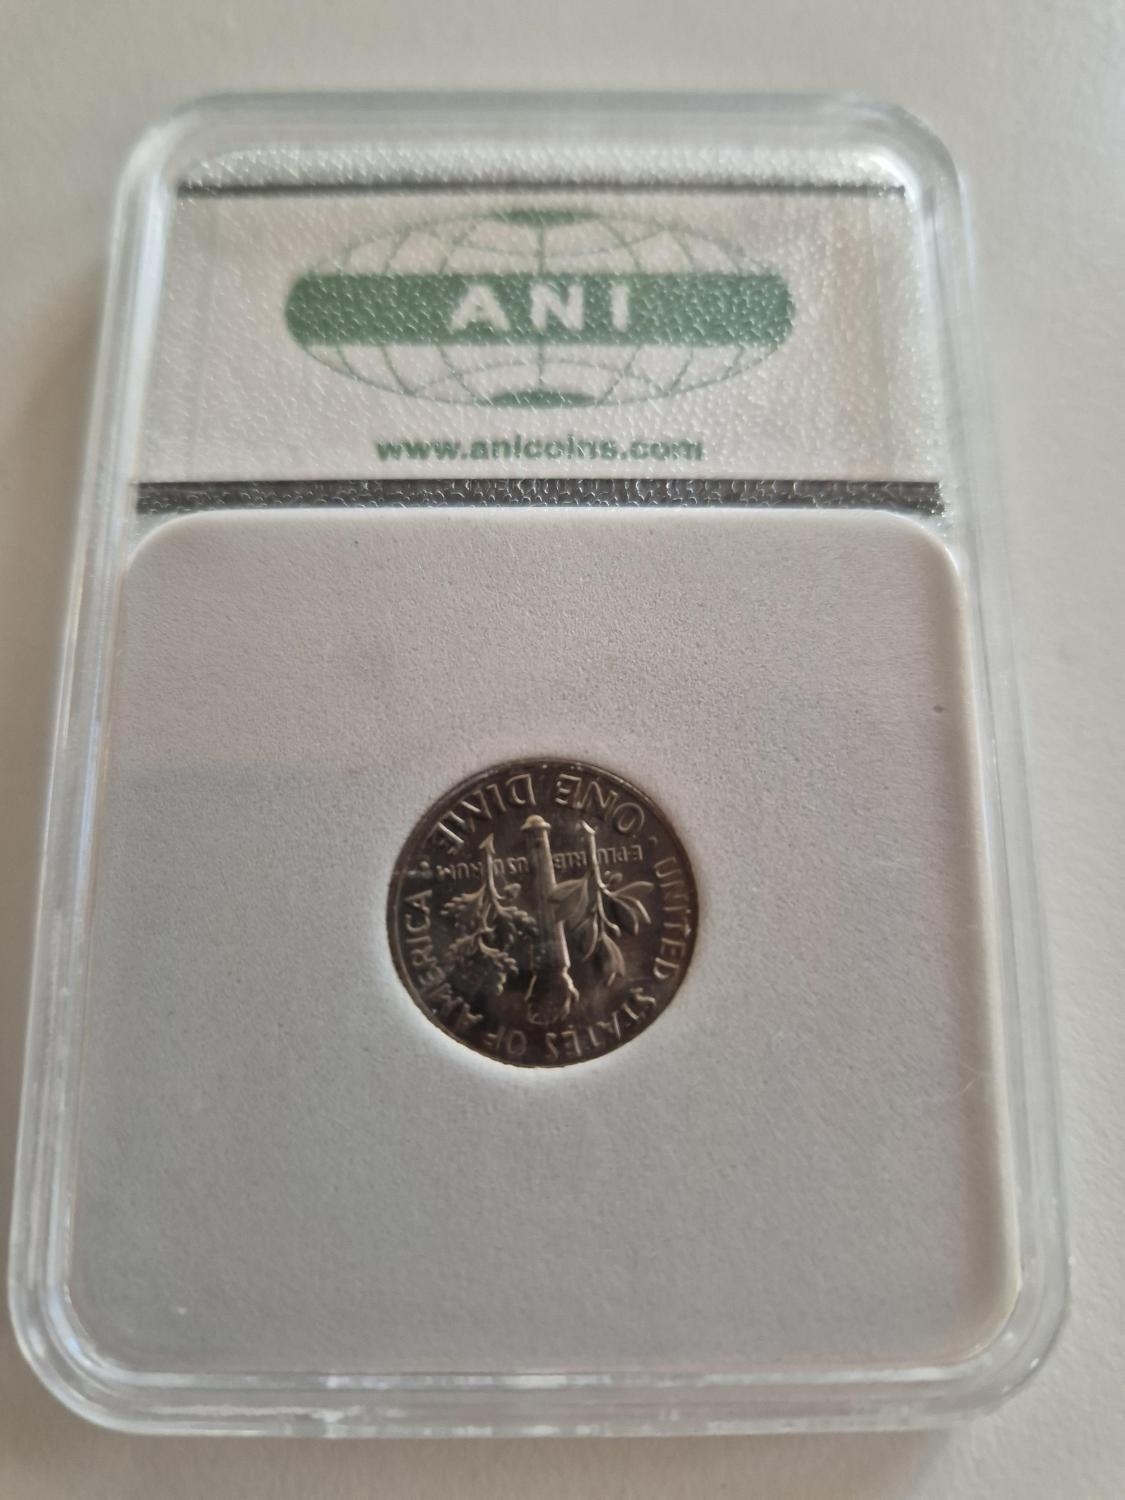 ANI
www.anicoins.com
UNITED STATES OF AMERICA
E PLURIBUS UNUM
ONE DIME